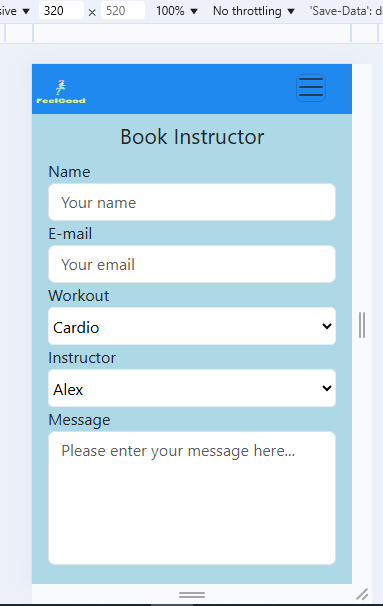 sive ▼ 320 × 520 100% ▼ No throttling ▼ 'Save-Data': d
FeelGood
Book Instructor
Name
Your name
E-mail
Your email
Workout
Cardio
Instructor
Alex
Message
Please enter your message here...